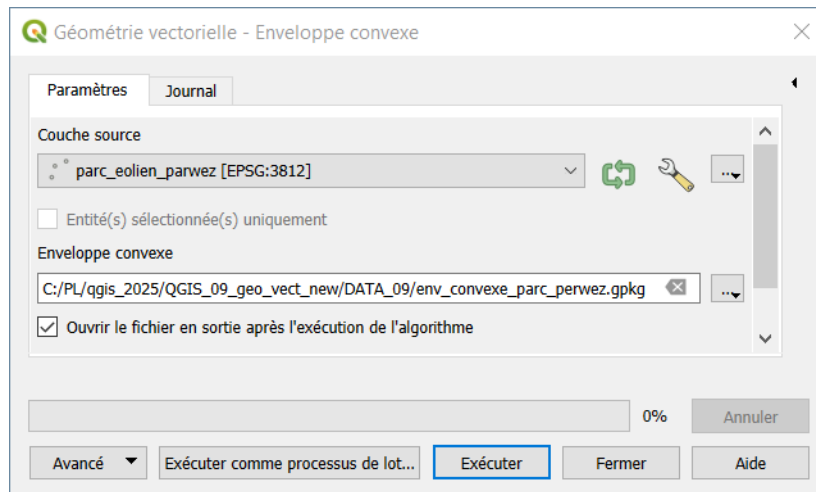 Géométrie vectorielle - Enveloppe convexe
Paramètres
Journal
Couche source
parc_eolien_parwez [EPSG:3812]
...
Entité(s) sélectionnée(s) uniquement
Enveloppe convexe
C:/PL/qgis_2025/QGIS_09_geo_vect_new/DATA_09/env_convexe_parc_perwez.gpkg
...
Ouvrir le fichier en sortie après l'exécution de l'algorithme
0%
Annuler
Avancé
Exécuter comme processus de lot...
Exécuter
Fermer
Aide